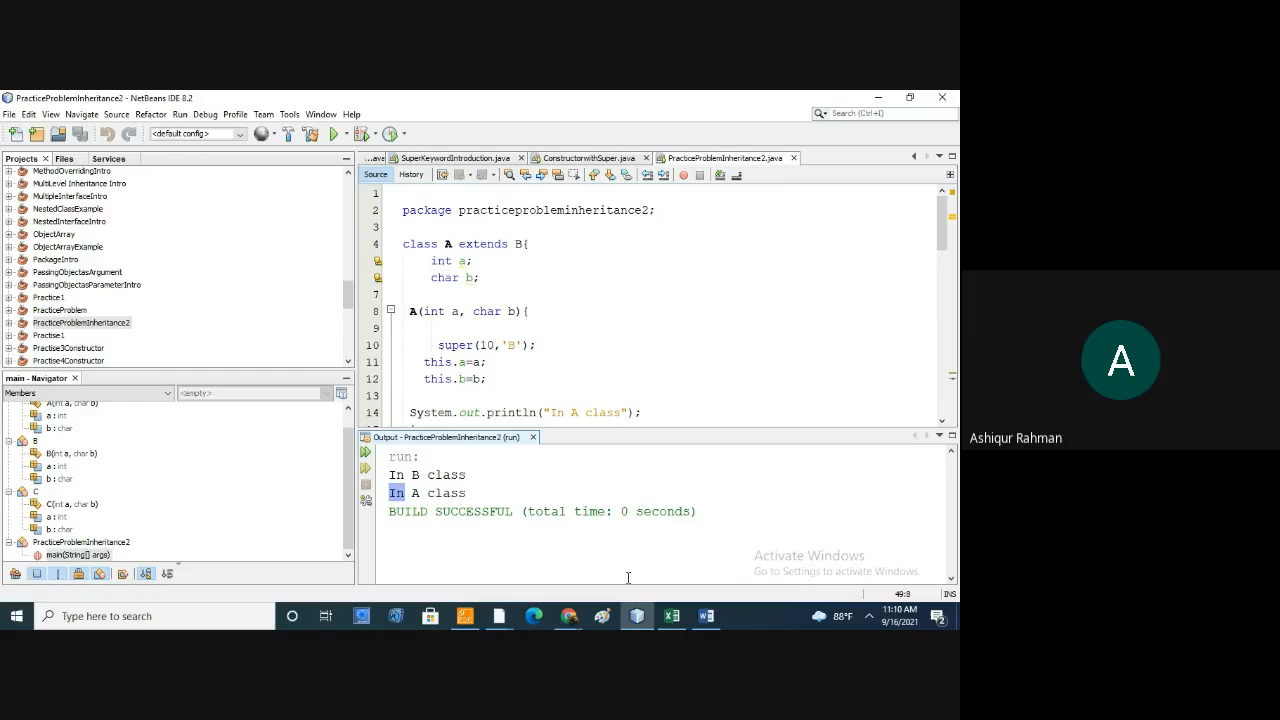 PracticeProblemInheritance2 - NetBeans IDE 8.2
File Edit View Navigate Source Refactor Run Debug Profile Team Tools Window Help
Search (Ctrl+I)
<default config>
Projects Files Services
MethodOverridingIntro
MultiLevel Inheritance Intro
MultipleInterfaceIntro
NestedClassExample
NestedInterfaceIntro
ObjectArray
ObjectArrayExample
PackageIntro
PassingObjectasArgument
PassingObjectasParameterIntro
Practice1
PracticeProblem
PracticeProblemInheritance2
Practise1
Practise3Constructor
Practise4Constructor
main - Navigator
Members <empty>
A(int a, char b)
a : int
b : char
B
B(int a, char b)
a : int
b : char
C
C(int a, char b)
a : int
b : char
PracticeProblemInheritance2
main(String[] args)
...ava SuperKeywordIntroduction.java ConstructorwithSuper.java PracticeProblemInheritance2.java
Source History
1
2 package practiceprobleminheritance2;
3
4 class A extends B{
int a;
char b;
7
8 A(int a, char b){
9
10 super(10,'B');
11 this.a=a;
12 this.b=b;
13
14 System.out.println("In A class");
Output - PracticeProblemInheritance2 (run)
run:
In B class
In A class
BUILD SUCCESSFUL (total time: 0 seconds)
Activate Windows
Go to Settings to activate Windows.
49:8 INS
Type here to search
88°F
11:10 AM
9/16/2021
2
A
Ashiqur Rahman